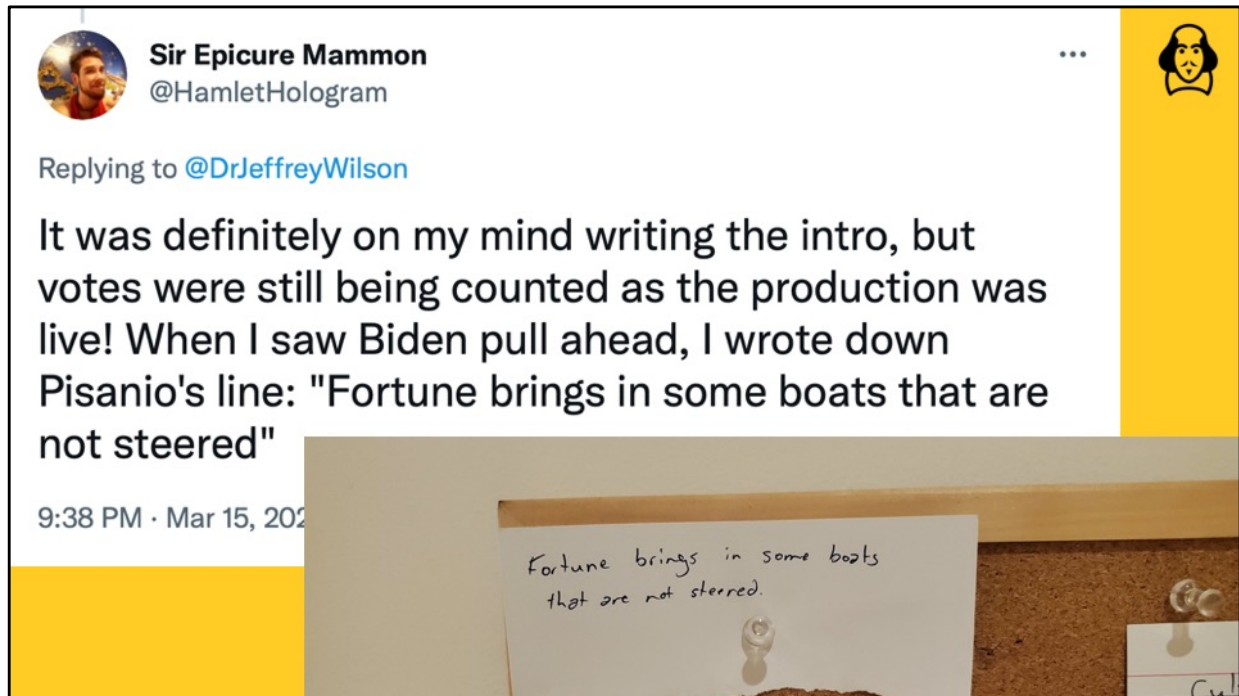 Sir Epicure Mammon
@HamletHologram
Replying to @DrJeffreyWilson
It was definitely on my mind writing the intro, but
votes were still being counted as the production was
live! When I saw Biden pull ahead, I wrote down
Pisanio's line: "Fortune brings in some boats that are
not steered"
9:38 PM · Mar 15,
Fortune brings in some boats
that are not steered.